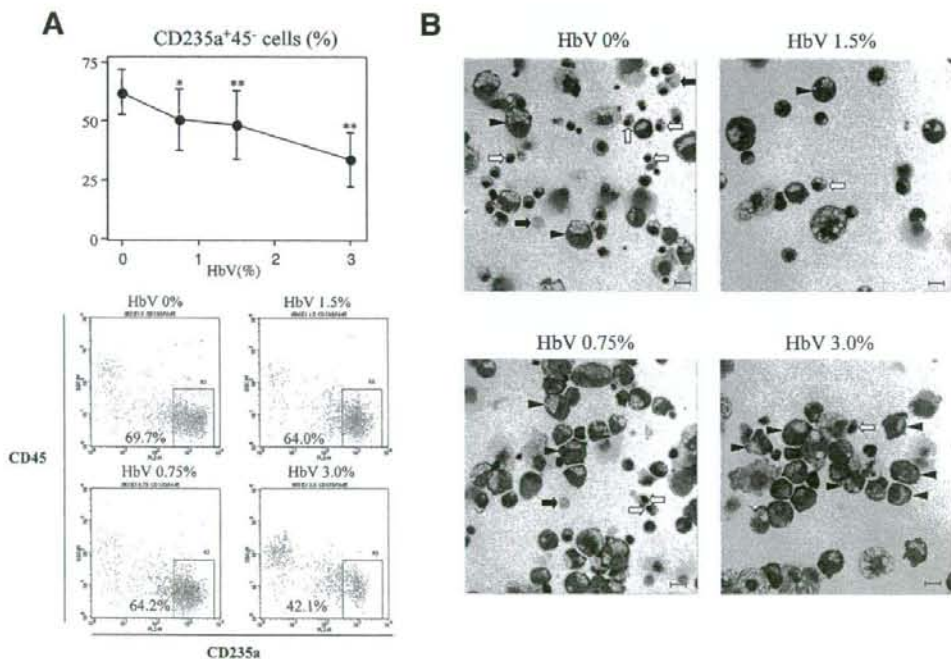 A
CD235a⁺45⁻ cells (%)
75
50
25
0
*
**
**
0 1 2 3
HbV(%)
HbV 0%
HbV 1.5%
69.7%
64.0%
CD45
HbV 0.75%
HbV 3.0%
64.2%
42.1%
CD235a
B
HbV 0%
HbV 1.5%
HbV 0.75%
HbV 3.0%